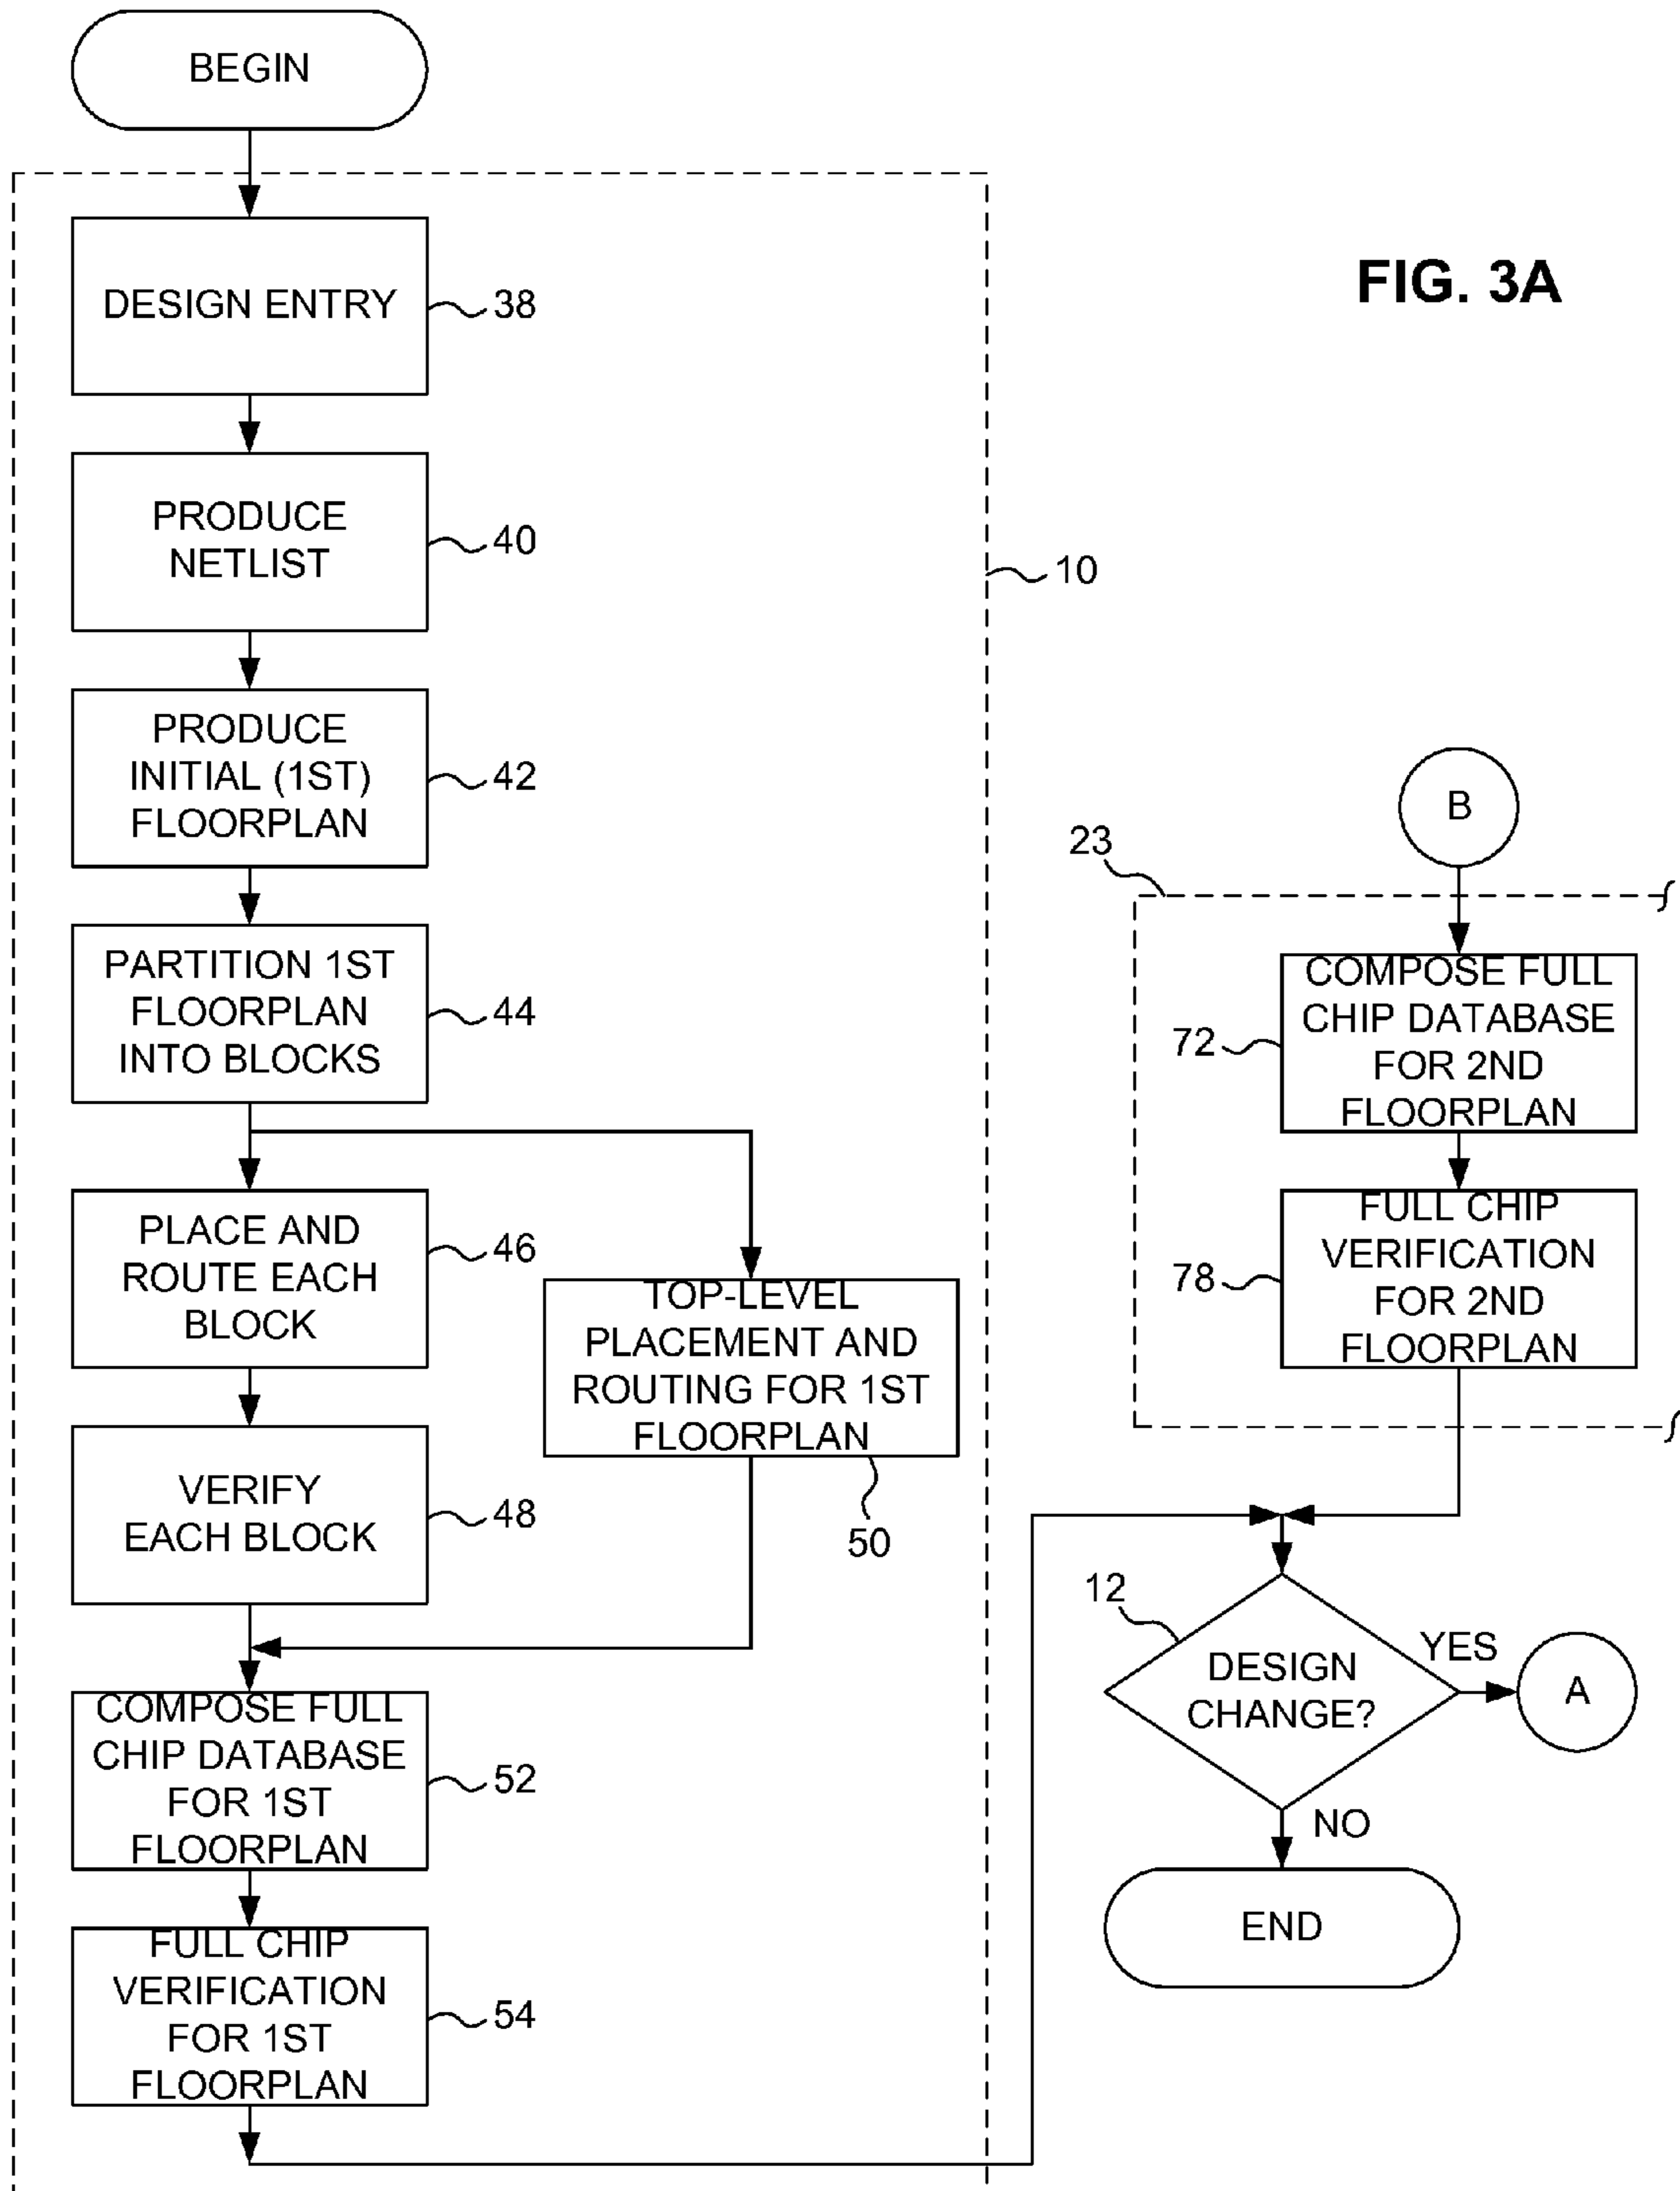 BEGIN
DESIGN ENTRY
38
PRODUCE
NETLIST
40
10
PRODUCE
INITIAL (1ST)
FLOORPLAN
42
PARTITION 1ST
FLOORPLAN
INTO BLOCKS
44
PLACE AND
ROUTE EACH
BLOCK
46
TOP-LEVEL
PLACEMENT AND
ROUTING FOR 1ST
FLOORPLAN
50
VERIFY
EACH BLOCK
48
COMPOSE FULL
CHIP DATABASE
FOR 1ST
FLOORPLAN
52
FULL CHIP
VERIFICATION
FOR 1ST
FLOORPLAN
54
FIG. 3A
B
23
COMPOSE FULL
CHIP DATABASE
FOR 2ND
FLOORPLAN
72
FULL CHIP
VERIFICATION
FOR 2ND
FLOORPLAN
78
12
DESIGN
CHANGE?
YES
A
NO
END